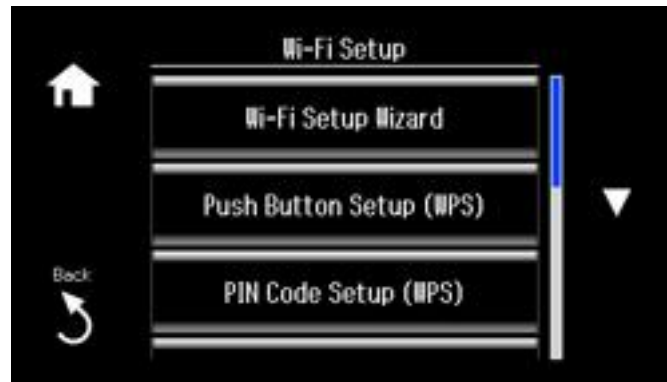 Wi-Fi Setup
Wi-Fi Setup Wizard
Push Button Setup (WPS)
Back
PIN Code Setup (WPS)